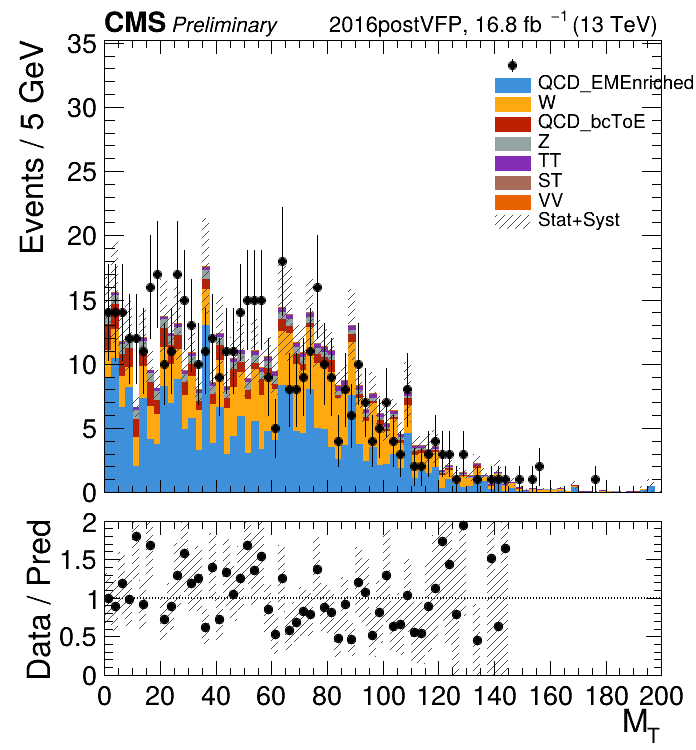 CMS Preliminary 2016postVFP, 16.8 fb⁻¹ (13 TeV)
Events / 5 GeV
35
30
25
20
15
10
5
0
QCD_EMEnriched
W
QCD_bcToE
Z
TT
ST
VV
Stat+Syst
Data / Pred
2
1.5
1
0.5
0
0 20 40 60 80 100 120 140 160 180 200
M_T